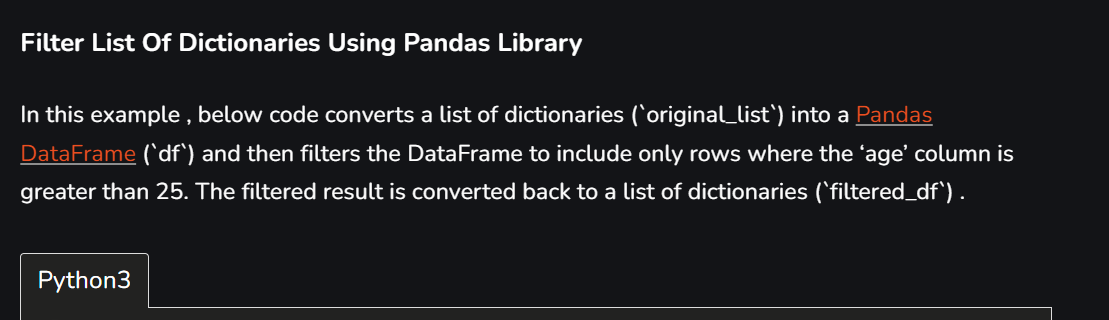 Filter List Of Dictionaries Using Pandas Library
In this example , below code converts a list of dictionaries (`original_list`) into a Pandas
DataFrame (`df`) and then filters the DataFrame to include only rows where the ‘age’ column is
greater than 25. The filtered result is converted back to a list of dictionaries (`filtered_df`) .
Python3